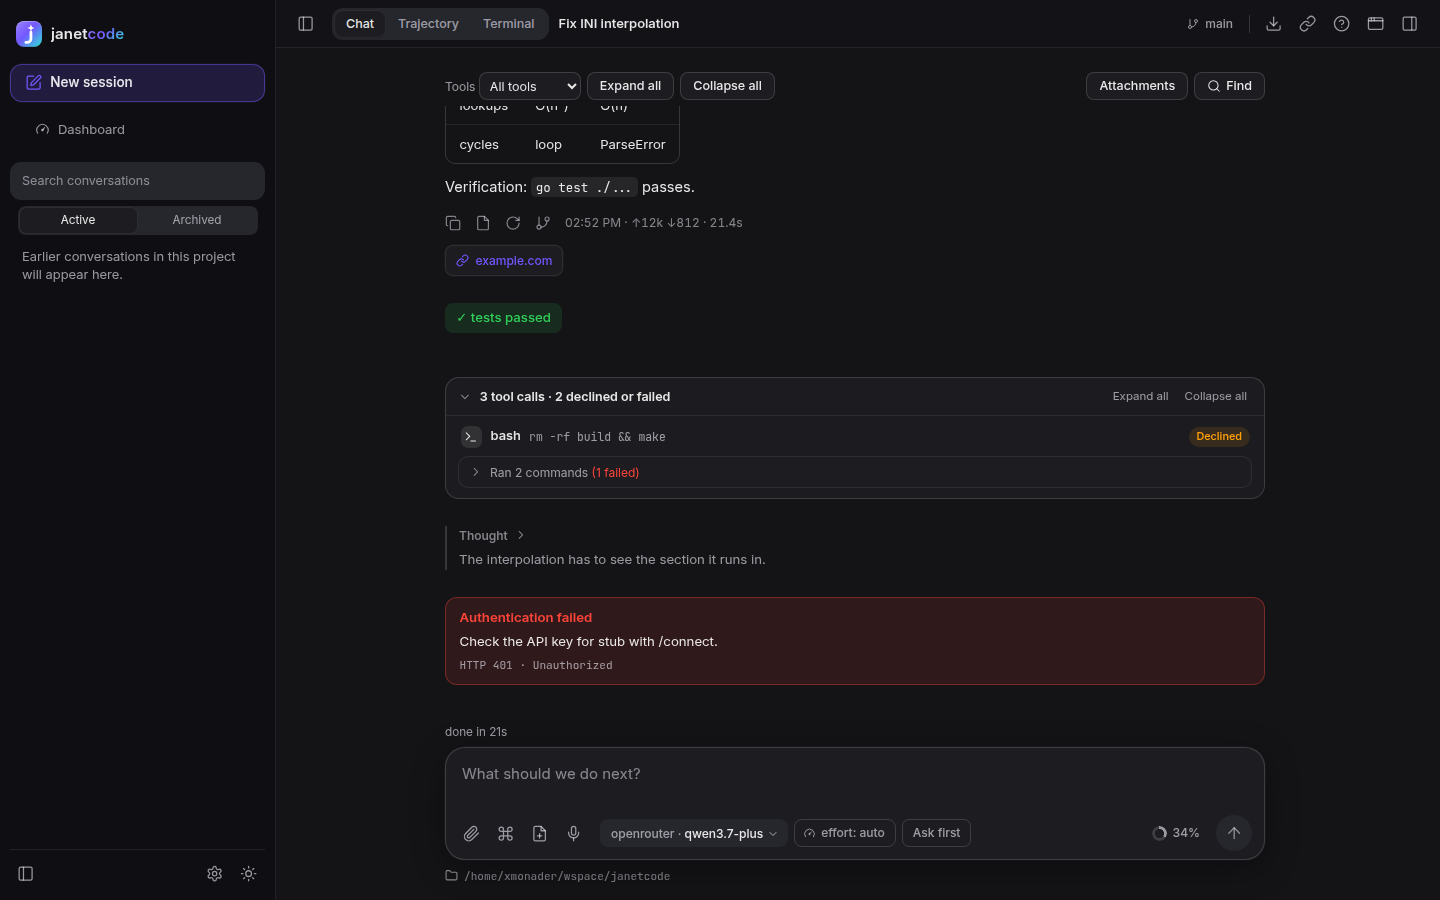 janetcode
New session
Dashboard
Search conversations
Active Archived
Earlier conversations in this project
will appear here.
Chat Trajectory Terminal Fix INI Interpolation main
Tools All tools Expand all Collapse all Attachments Find
lookups
cycles loop ParseError
Verification: go test ./... passes.
02:52 PM · ↑12k ↓812 · 21.4s
example.com
✓ tests passed
3 tool calls · 2 declined or failed Expand all Collapse all
bash rm -rf build && make Declined
Ran 2 commands (1 failed)
Thought
The interpolation has to see the section it runs in.
Authentication failed
Check the API key for stub with /connect.
HTTP 401 · Unauthorized
done in 21s
What should we do next?
openrouter · qwen3.7-plus effort: auto Ask first 34%
/home/xmonader/wspace/janetcode